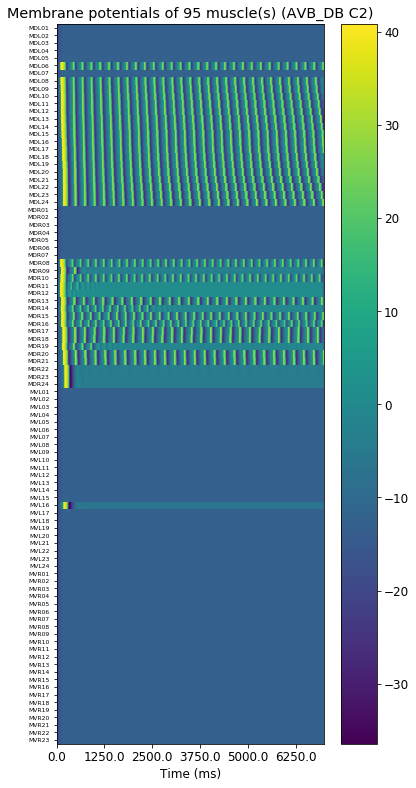 Membrane potentials of 95 muscle(s) (AVB_DB C2)
MDL01
MDL02
MDL03
MDL04
MDL05
MDL06
MDL07
MDL08
MDL09
MDL10
MDL11
MDL12
MDL13
MDL14
MDL15
MDL16
MDL17
MDL18
MDL19
MDL20
MDL21
MDL22
MDL23
MDL24
MDR01
MDR02
MDR03
MDR04
MDR05
MDR06
MDR07
MDR08
MDR09
MDR10
MDR11
MDR12
MDR13
MDR14
MDR15
MDR16
MDR17
MDR18
MDR19
MDR20
MDR21
MDR22
MDR23
MDR24
MVL01
MVL02
MVL03
MVL04
MVL05
MVL06
MVL07
MVL08
MVL09
MVL10
MVL11
MVL12
MVL13
MVL14
MVL15
MVL16
MVL17
MVL18
MVL19
MVL20
MVL21
MVL22
MVL23
MVL24
MVR01
MVR02
MVR03
MVR04
MVR05
MVR06
MVR07
MVR08
MVR09
MVR10
MVR11
MVR12
MVR13
MVR14
MVR15
MVR16
MVR17
MVR18
MVR19
MVR20
MVR21
MVR22
MVR23
0.0 1250.0 2500.0 3750.0 5000.0 6250.0
Time (ms)
40
30
20
10
0
−10
−20
−30